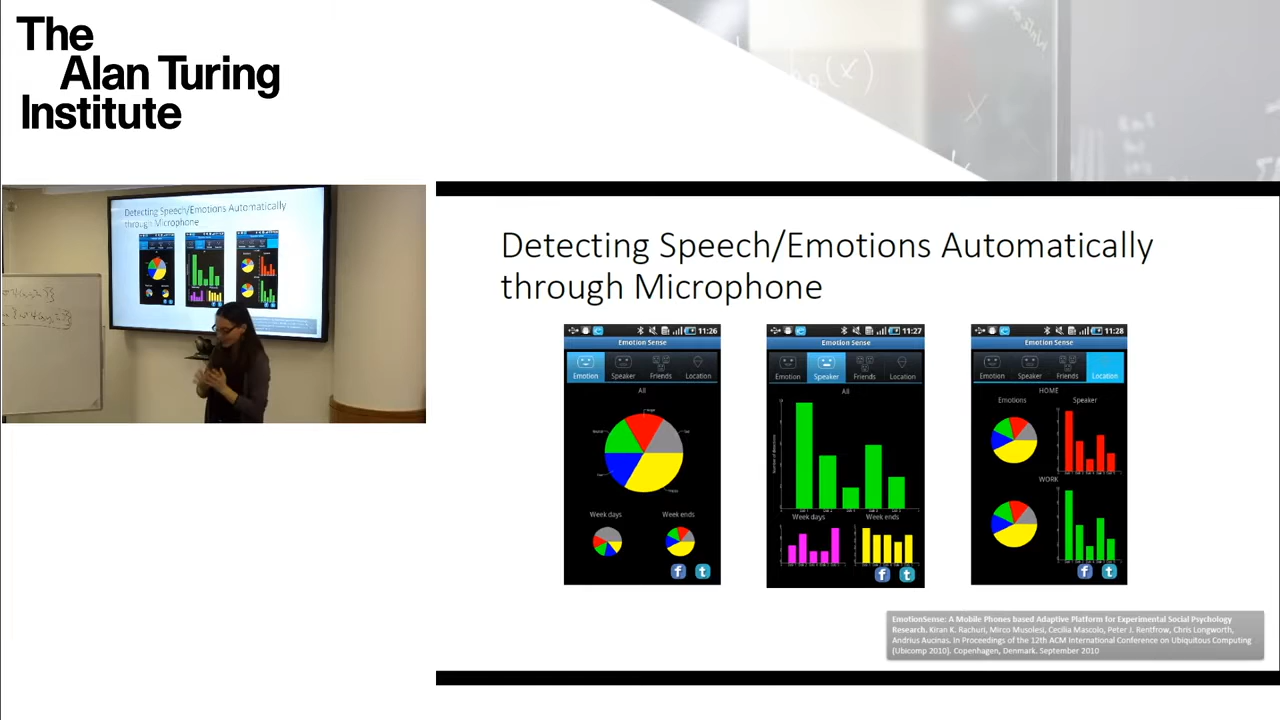 The
Alan Turing
Institute
Detecting Speech/Emotions Automatically
through Microphone
Detecting Speech/Emotions Automatically
through Microphone
11:26
Emotion Sense
Emotion Speaker Friends Location
All
Week days Week ends
11:27
Emotion Sense
Emotion Speaker Friends Location
All
Number of detections
Week days Week ends
11:28
Emotion Sense
Emotion Speaker Friends Location
HOME
Emotions Speaker
WORK
EmotionSense: A Mobile Phones based Adaptive Platform for Experimental Social Psychology
Research. Kiran K. Rachuri, Mirco Musolesi, Cecilia Mascolo, Peter J. Rentfrow, Chris Longworth,
Andrius Aucinas. In Proceedings of the 12th ACM International Conference on Ubiquitous Computing
(Ubicomp 2010). Copenhagen, Denmark. September 2010